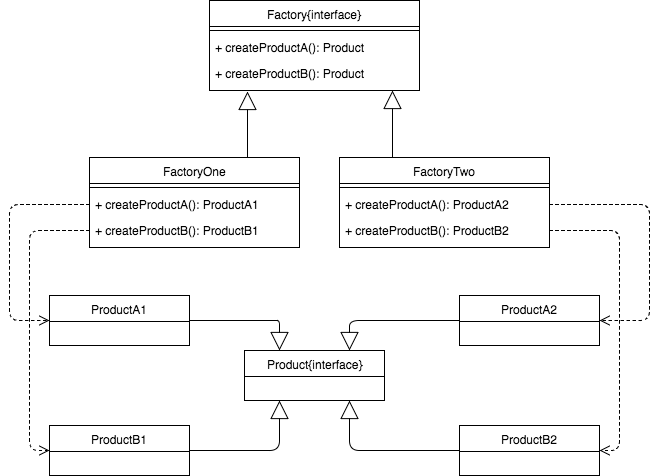 Factory{interface}
+ createProductA(): Product
+ createProductB(): Product
FactoryOne
+ createProductA(): ProductA1
+ createProductB(): ProductB1
FactoryTwo
+ createProductA(): ProductA2
+ createProductB(): ProductB2
ProductA1
ProductA2
Product{interface}
ProductB1
ProductB2